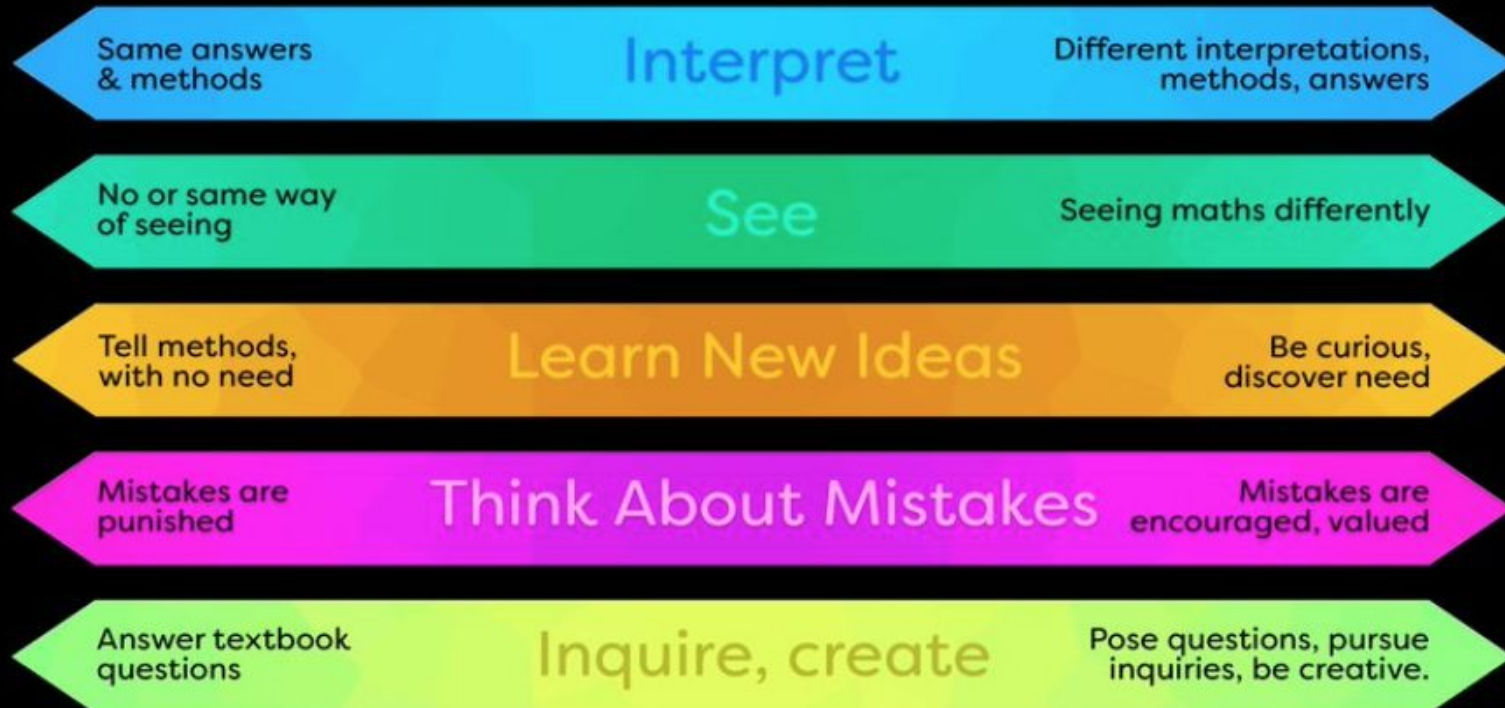 Same answers
& methods
Interpret
Different interpretations,
methods, answers
No or same way
of seeing
See
Seeing maths differently
Tell methods,
with no need
Learn New Ideas
Be curious,
discover need
Mistakes are
punished
Think About Mistakes
Mistakes are
encouraged, valued
Answer textbook
questions
Inquire, create
Pose questions, pursue
inquiries, be creative.